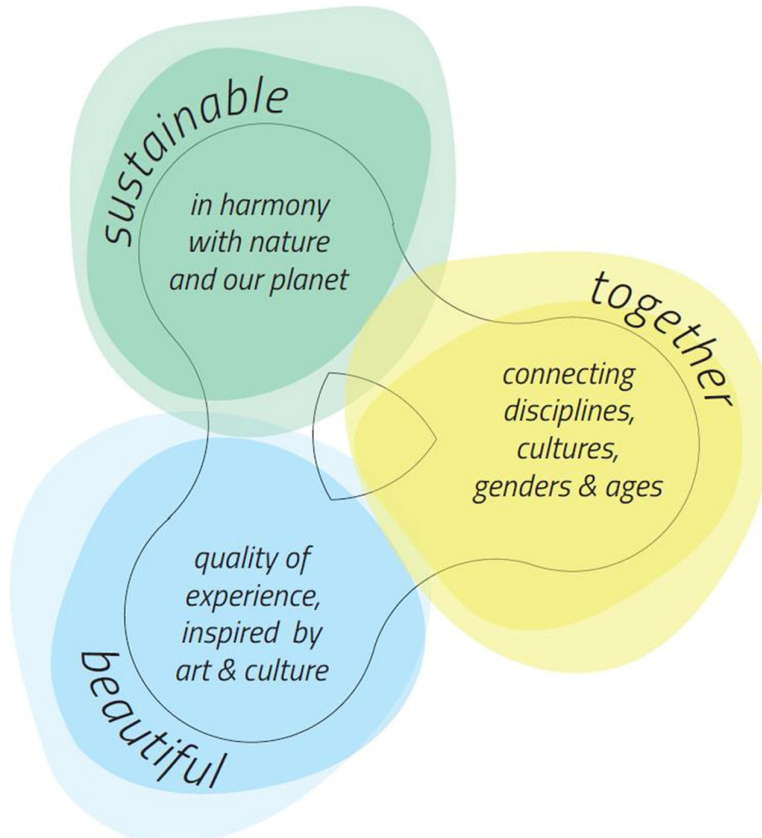 sustainable
in harmony
with nature
and our planet
together
connecting
disciplines,
cultures,
genders & ages
quality of
experience,
inspired by
art & culture
beautiful